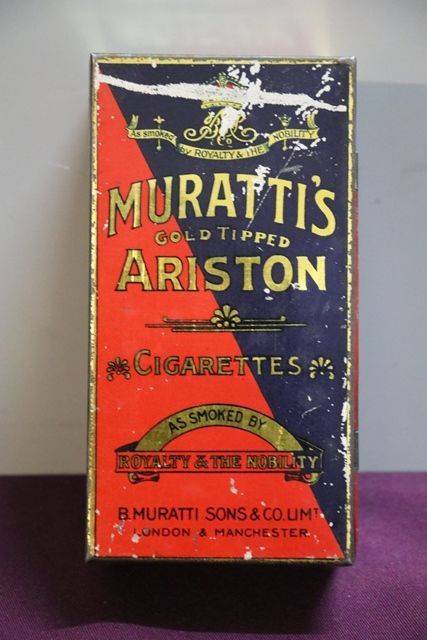 AS SMOKED
BY ROYALTY & THE
NOBILITY
MURATTI'S
GOLD TIPPED
ARISTON
CIGARETTES
AS SMOKED BY
ROYALTY & THE NOBILITY
B. MURATTI SONS & CO. LIMT
LONDON & MANCHESTER